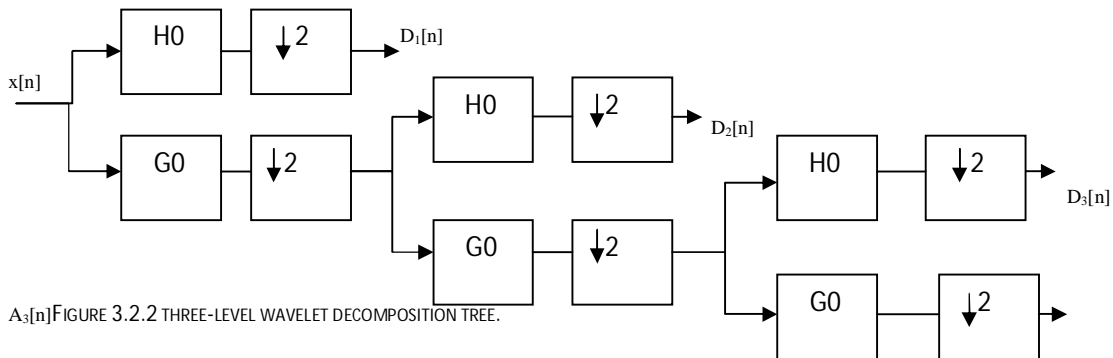 H0 ↓2 D₁[n]
x[n]
H0 ↓2 D₂[n]
G0 ↓2
H0 ↓2 D₃[n]
G0 ↓2
G0 ↓2
A₃[n]FIGURE 3.2.2 THREE-LEVEL WAVELET DECOMPOSITION TREE.